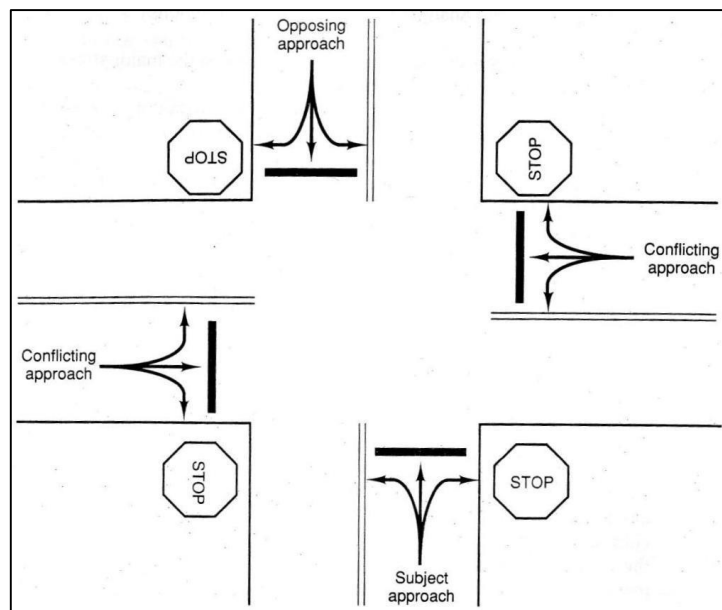 Opposing
approach
STOP
STOP
Conflicting
approach
Conflicting
approach
STOP
STOP
Subject
approach